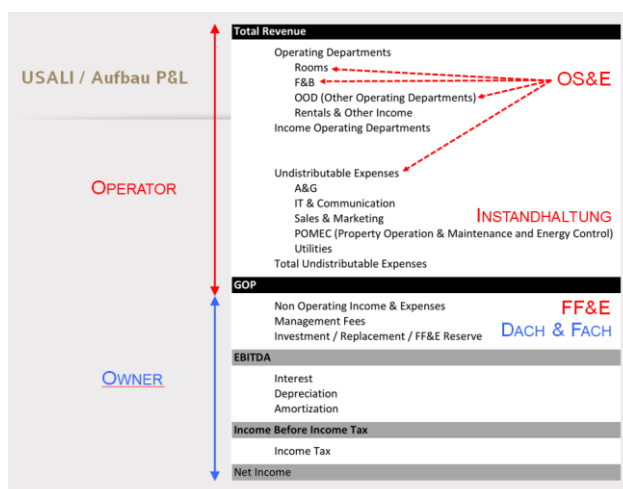 USALI / Aufbau P&L
OPERATOR
OWNER
Total Revenue
Operating Departments
Rooms
F&B
OS&E
OOD (Other Operating Departments)
Rentals & Other Income
Income Operating Departments
Undistributable Expenses
A&G
IT & Communication
Sales & Marketing
INSTANDHALTUNG
POMEC (Property Operation & Maintenance and Energy Control)
Utilities
Total Undistributable Expenses
GOP
Non Operating Income & Expenses
FF&E
Management Fees
Investment / Replacement / FF&E Reserve
DACH & FACH
EBITDA
Interest
Depreciation
Amortization
Income Before Income Tax
Income Tax
Net Income